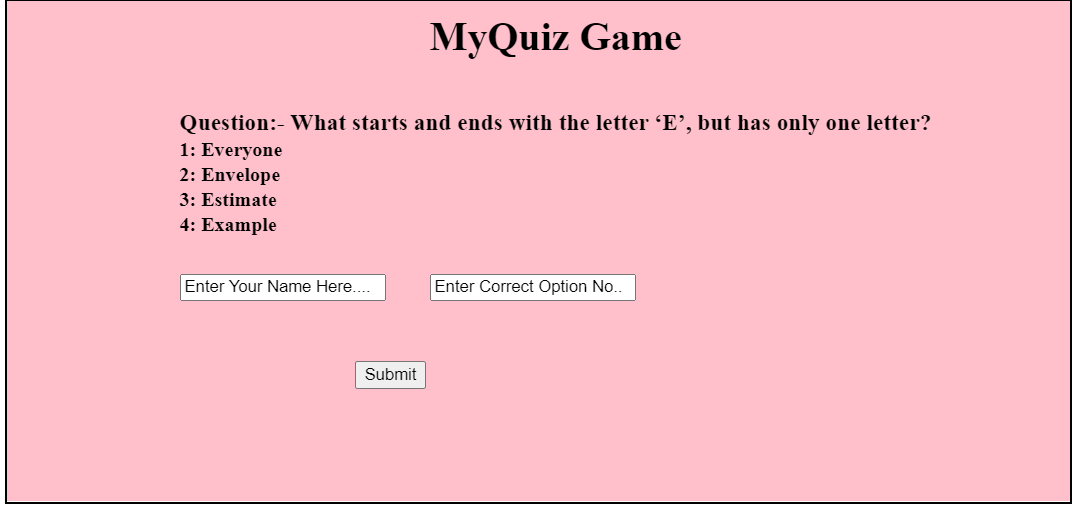 MyQuiz Game
Question:- What starts and ends with the letter ‘E’, but has only one letter?
1: Everyone
2: Envelope
3: Estimate
4: Example
Enter Your Name Here....
Enter Correct Option No..
Submit